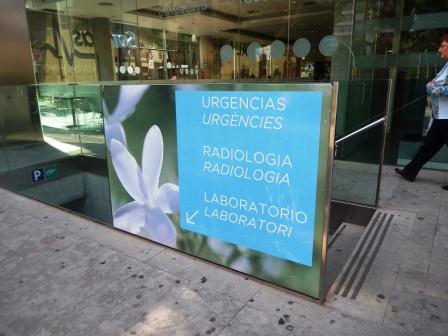 URGENCIAS
URGÈNCIES
RADIOLOGIA
RADIOLOGIA
LABORATORIO
LABORATORI
P